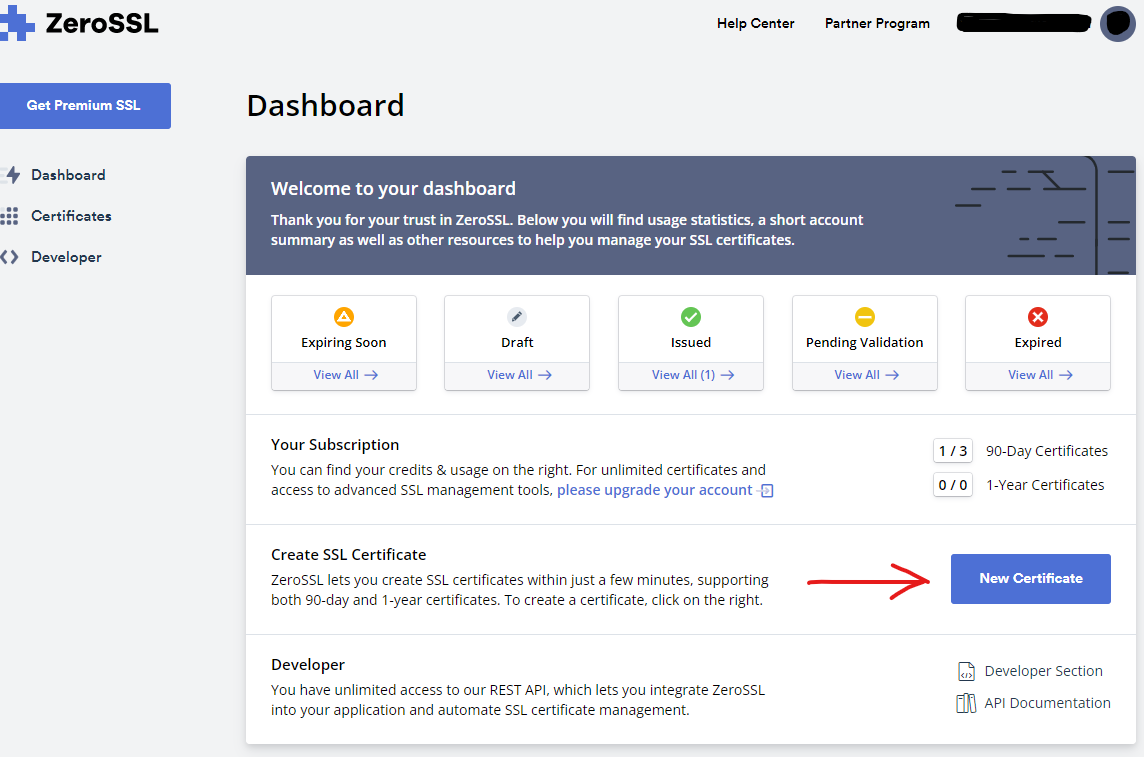 ZeroSSL
Help Center
Partner Program
Get Premium SSL
Dashboard
Certificates
Developer
Dashboard
Welcome to your dashboard
Thank you for your trust in ZeroSSL. Below you will find usage statistics, a short account
summary as well as other resources to help you manage your SSL certificates.
Expiring Soon
View All
Draft
View All
Issued
View All (1)
Pending Validation
View All
Expired
View All
Your Subscription
You can find your credits & usage on the right. For unlimited certificates and
access to advanced SSL management tools, please upgrade your account
1 / 3 90-Day Certificates
0 / 0 1-Year Certificates
Create SSL Certificate
ZeroSSL lets you create SSL certificates within just a few minutes, supporting
both 90-day and 1-year certificates. To create a certificate, click on the right.
New Certificate
Developer
You have unlimited access to our REST API, which lets you integrate ZeroSSL
into your application and automate SSL certificate management.
Developer Section
API Documentation